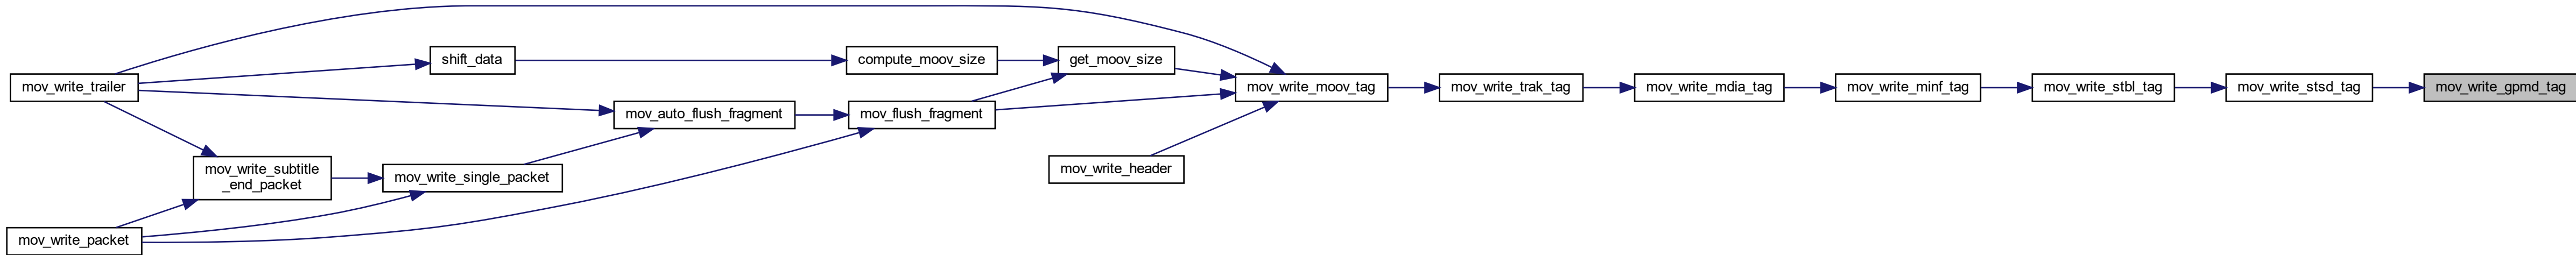 mov_write_trailer
shift_data
compute_moov_size
get_moov_size
mov_write_moov_tag
mov_write_trak_tag
mov_write_mdia_tag
mov_write_minf_tag
mov_write_stbl_tag
mov_write_stsd_tag
mov_write_gpmd_tag
mov_auto_flush_fragment
mov_flush_fragment
mov_write_subtitle
_end_packet
mov_write_single_packet
mov_write_header
mov_write_packet